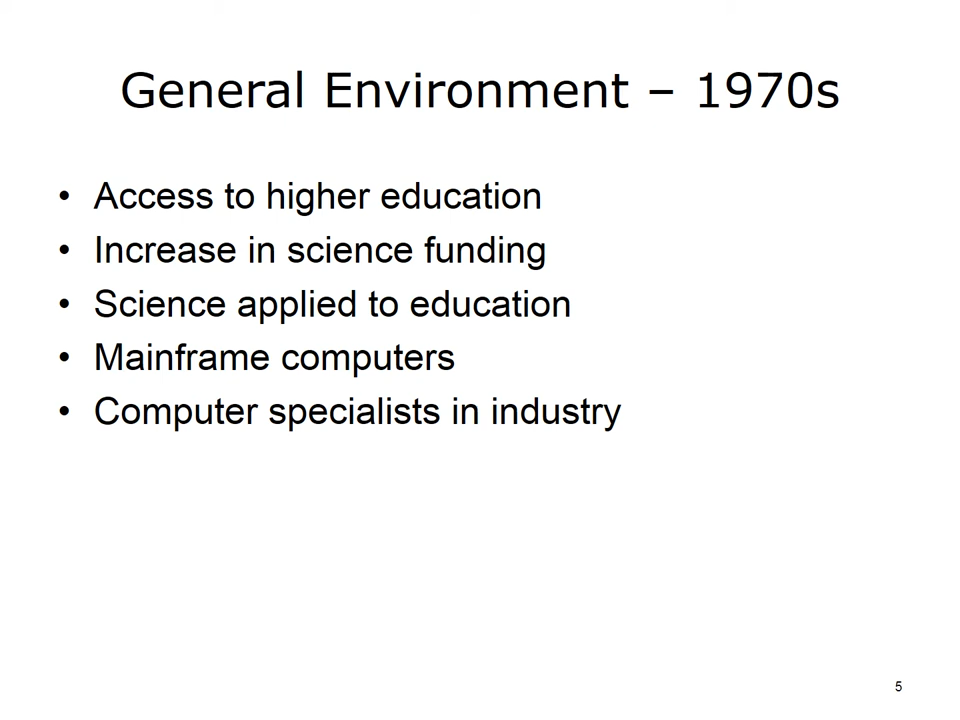 General Environment – 1970s
• Access to higher education
• Increase in science funding
• Science applied to education
• Mainframe computers
• Computer specialists in industry
5